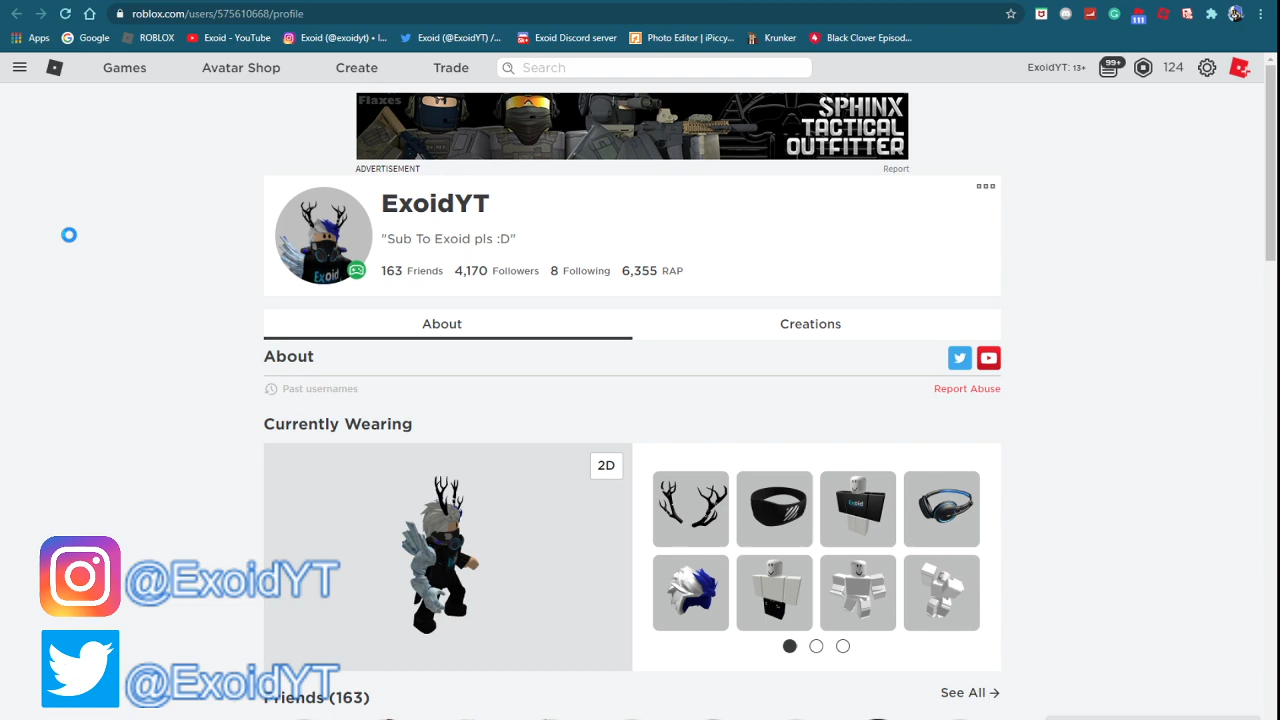 roblox.com/users/575610668/profile
111
Apps Google ROBLOX Exoid - YouTube Exoid (@exoidyt) • I... Exoid (@ExoidYT) /... Exoid Discord server Photo Editor | iPiccy... Krunker Black Clover Episod...
Games Avatar Shop Create Trade Search ExoidYT: 13+ 99+ 124
Flaxes
SPHINX
TACTICAL
OUTFITTER
ADVERTISEMENT Report
ExoidYT
"Sub To Exoid pls :D"
163 Friends 4,170 Followers 8 Following 6,355 RAP
About Creations
About
Past usernames Report Abuse
Currently Wearing
2D
Exoid
@ExoidYT
@ExoidYT
Friends (163) See All →